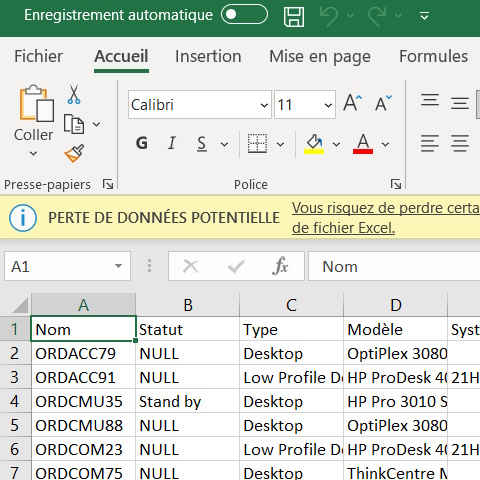 Enregistrement automatique
Fichier Accueil Insertion Mise en page Formules
Coller Calibri 11 A A
G I S A
Presse-papiers Police
PERTE DE DONNÉES POTENTIELLE Vous risquez de perdre certa
de fichier Excel.
A1 fx Nom
A B C D
1 Nom Statut Type Modèle Syst
2 ORDACC79 NULL Desktop OptiPlex 3080
3 ORDACC91 NULL Low Profile De HP ProDesk 40 21H
4 ORDCMU35 Stand by Desktop HP Pro 3010 S
5 ORDCMU88 NULL Desktop OptiPlex 3080
6 ORDCOM23 NULL Low Profile De HP ProDesk 40 21H
7 ORDCOM75 NULL Desktop ThinkCentre M